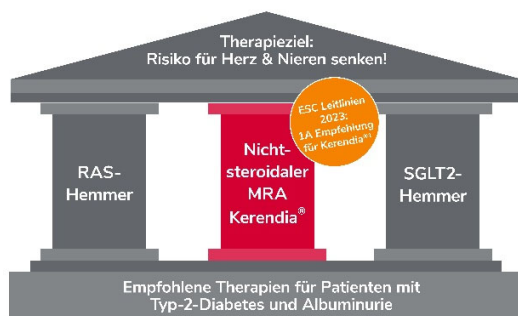 Therapieziel:
Risiko für Herz & Nieren senken!
ESC Leitlinien
2023:
1A Empfehlung
für Kerendia®¹
RAS-
Hemmer
Nicht-
steroidaler
MRA
Kerendia®
SGLT2-
Hemmer
Empfohlene Therapien für Patienten mit
Typ-2-Diabetes und Albuminurie